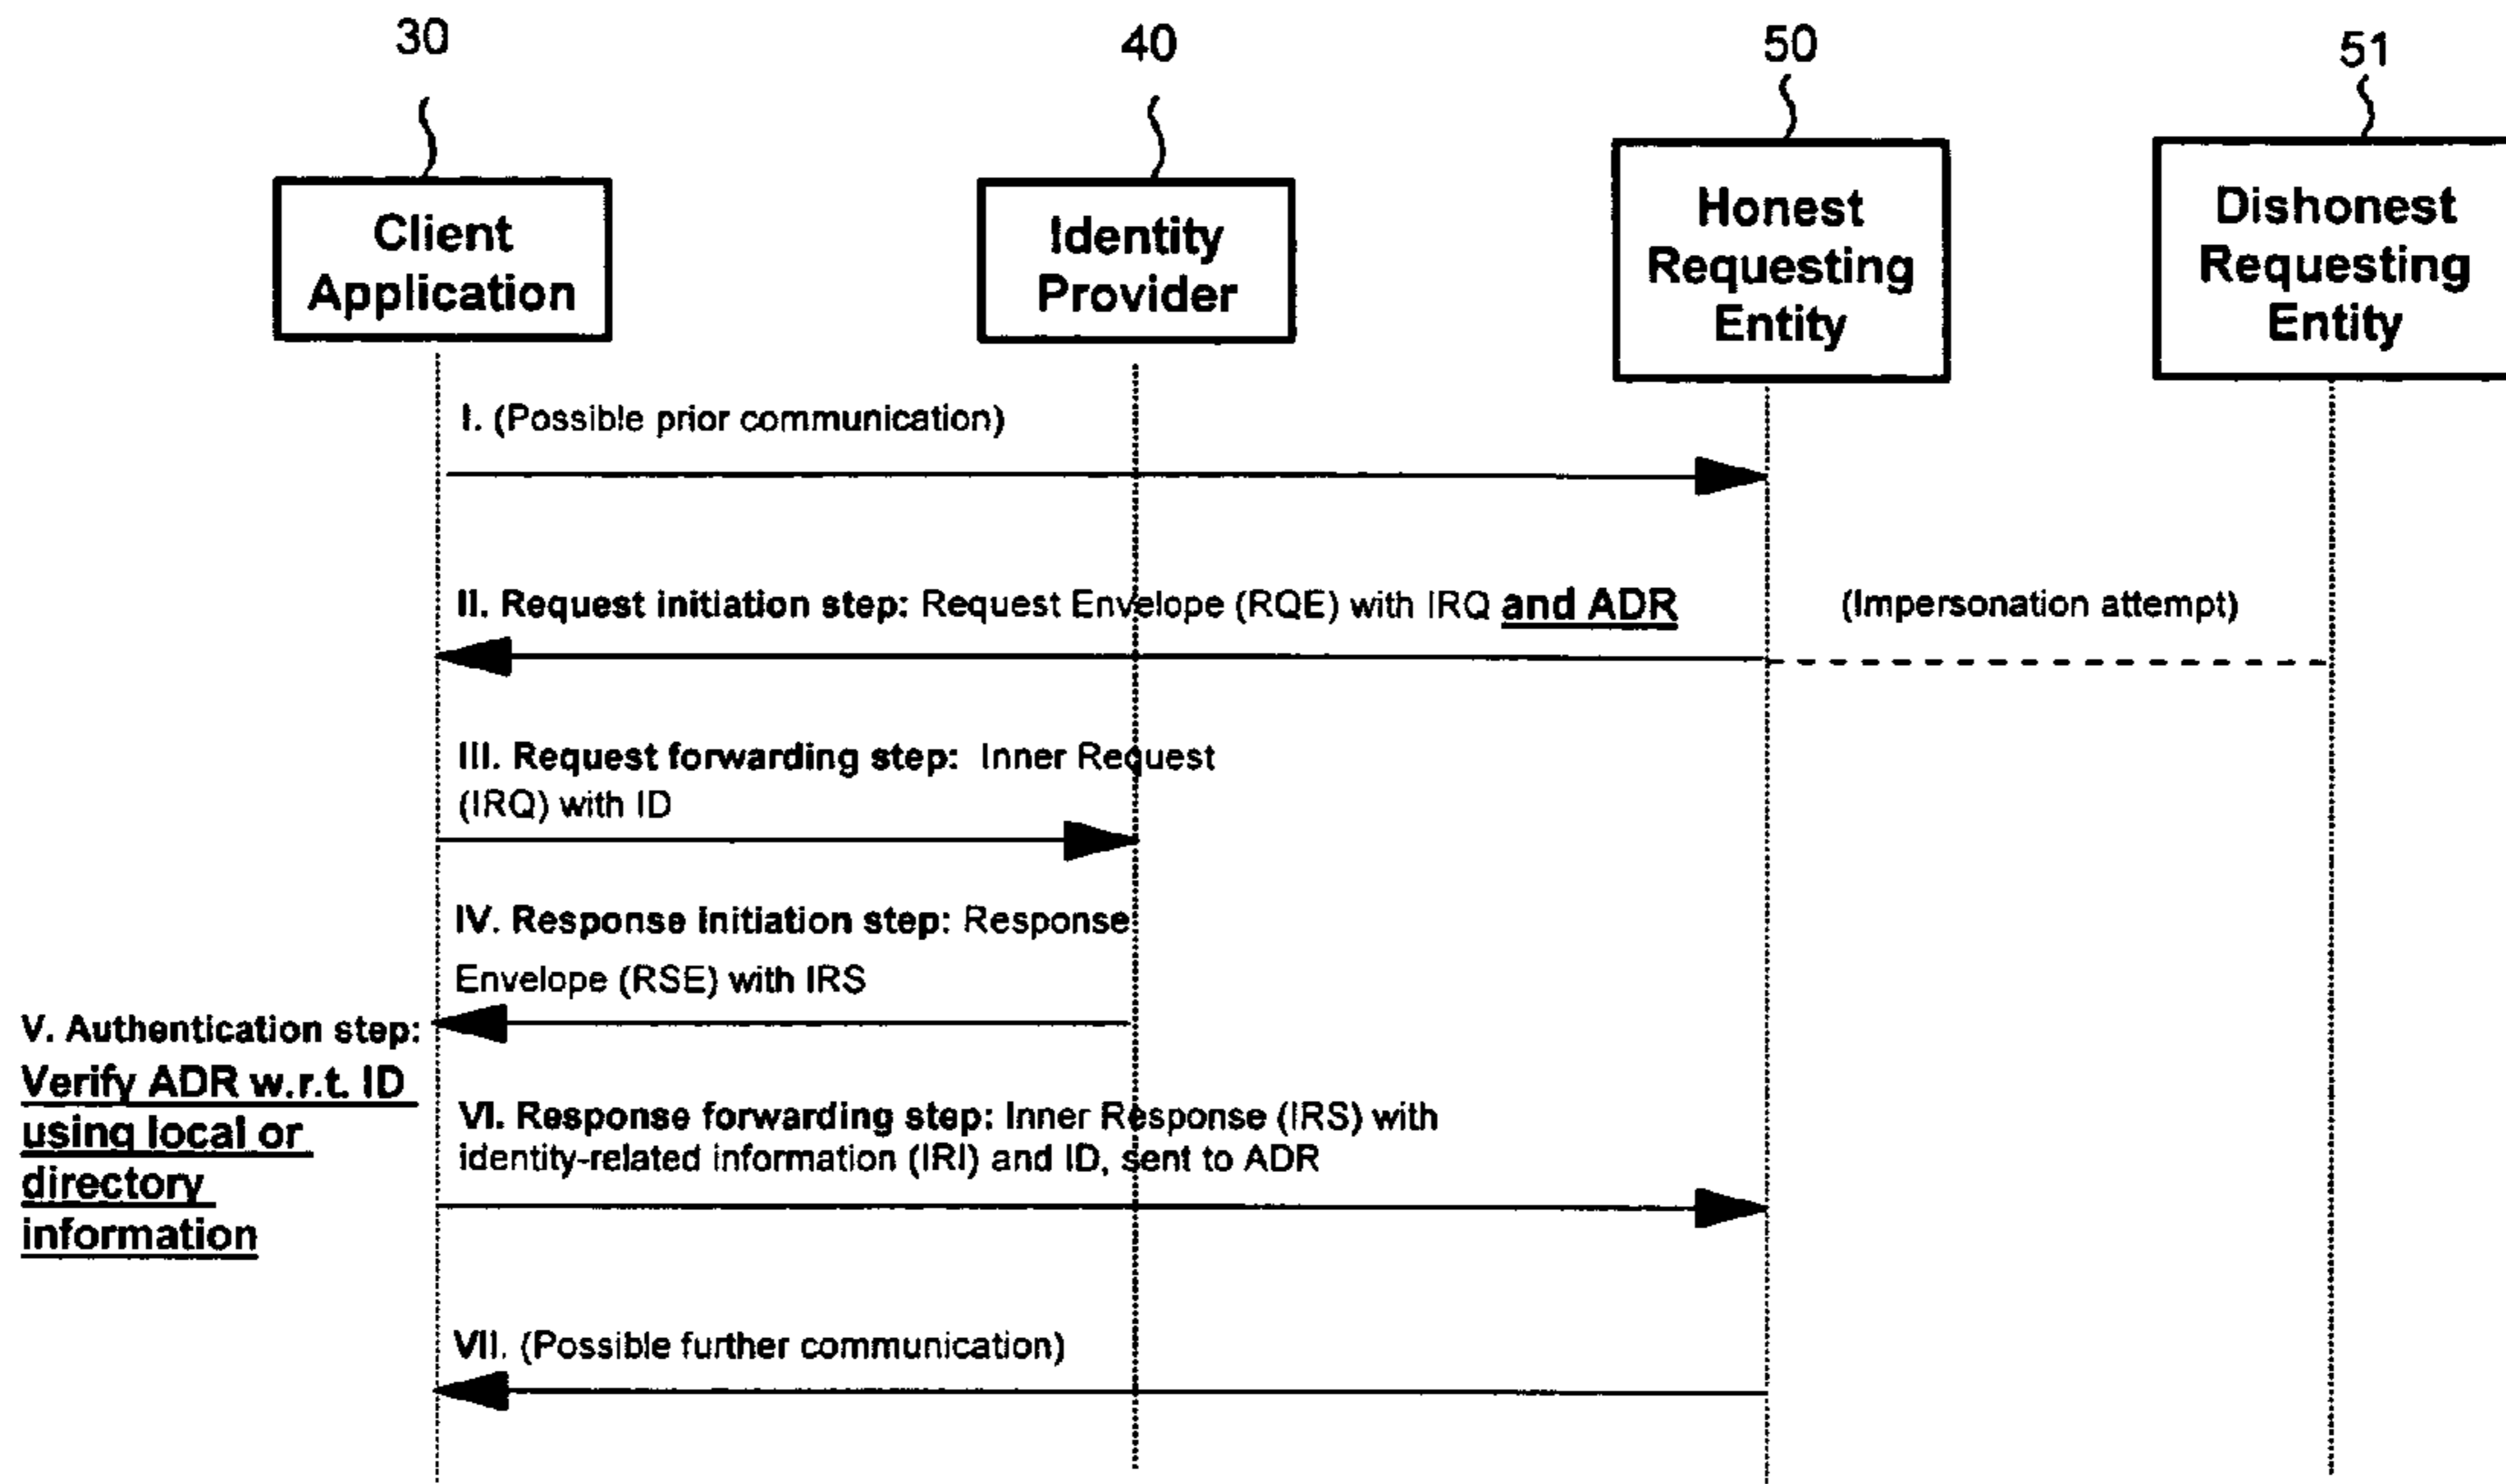 30
40
50
51
Client
Application
Identity
Provider
Honest
Requesting
Entity
Dishonest
Requesting
Entity
I. (Possible prior communication)
II. Request initiation step: Request Envelope (RQE) with IRQ and ADR
(Impersonation attempt)
III. Request forwarding step: Inner Request
(IRQ) with ID
IV. Response initiation step: Response
Envelope (RSE) with IRS
V. Authentication step:
Verify ADR w.r.t. ID
using local or
directory
information
VI. Response forwarding step: Inner Response (IRS) with
identity-related information (IRI) and ID, sent to ADR
VII. (Possible further communication)